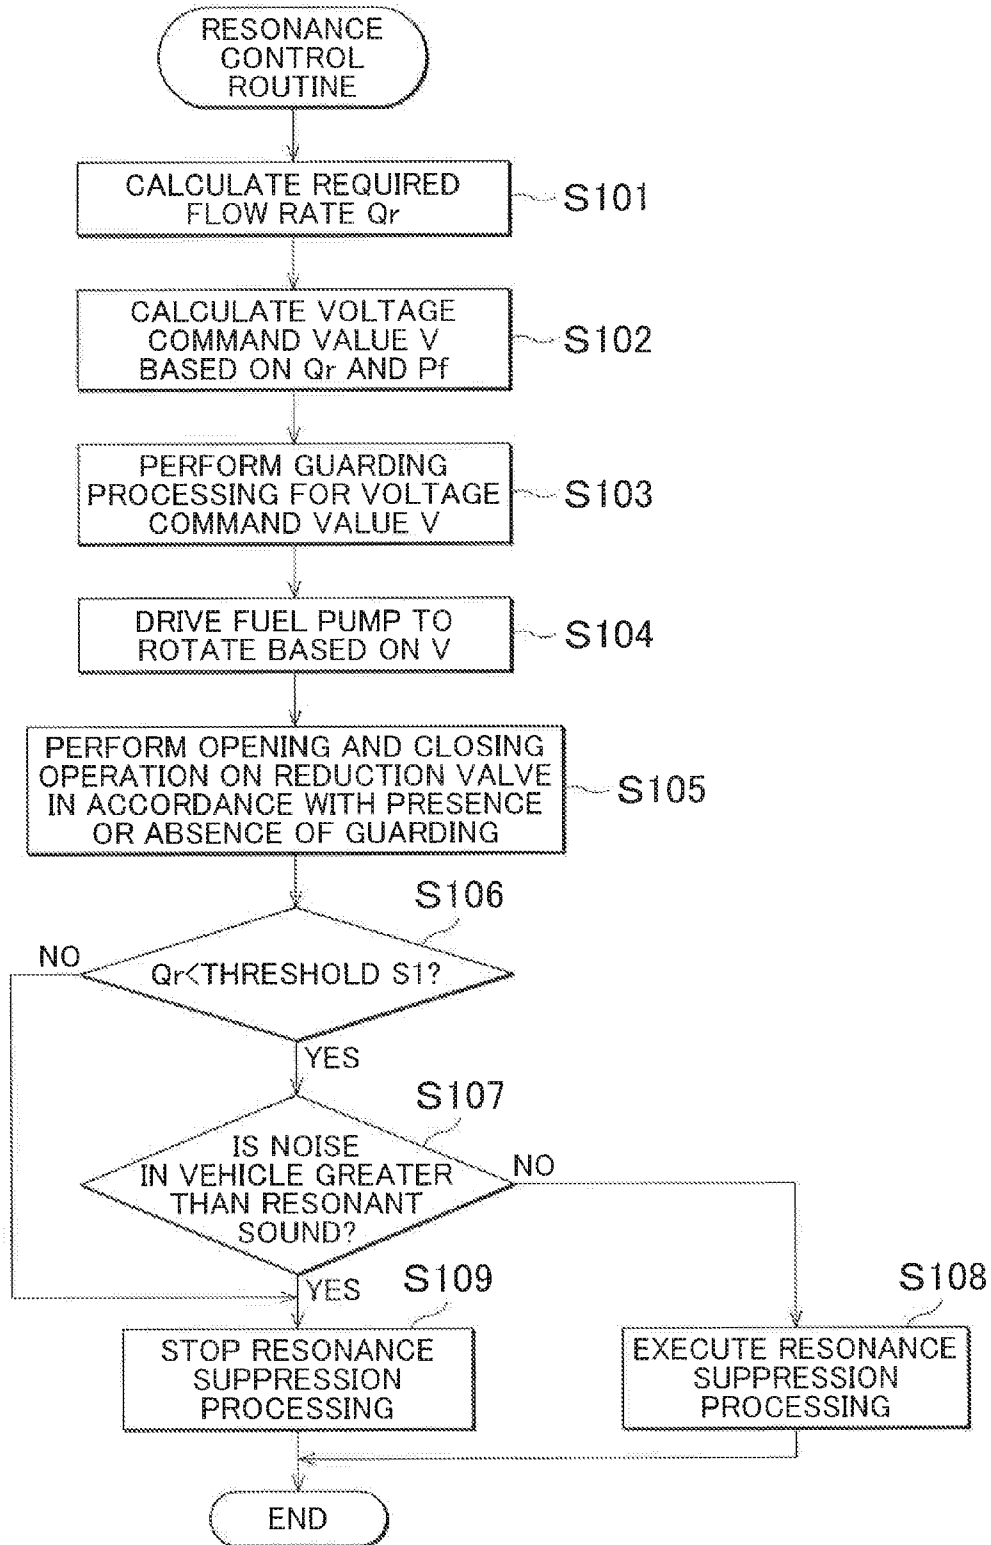 RESONANCE
CONTROL
ROUTINE
CALCULATE REQUIRED
FLOW RATE Qr
S101
CALCULATE VOLTAGE
COMMAND VALUE V
BASED ON Qr AND Pf
S102
PERFORM GUARDING
PROCESSING FOR VOLTAGE
COMMAND VALUE V
S103
DRIVE FUEL PUMP TO
ROTATE BASED ON V
S104
PERFORM OPENING AND CLOSING
OPERATION ON REDUCTION VALVE
IN ACCORDANCE WITH PRESENCE
OR ABSENCE OF GUARDING
S105
S106
NO
Qr<THRESHOLD S1?
YES
S107
IS NOISE
IN VEHICLE GREATER
THAN RESONANT
SOUND?
NO
YES
S109
S108
STOP RESONANCE
SUPPRESSION
PROCESSING
EXECUTE RESONANCE
SUPPRESSION
PROCESSING
END